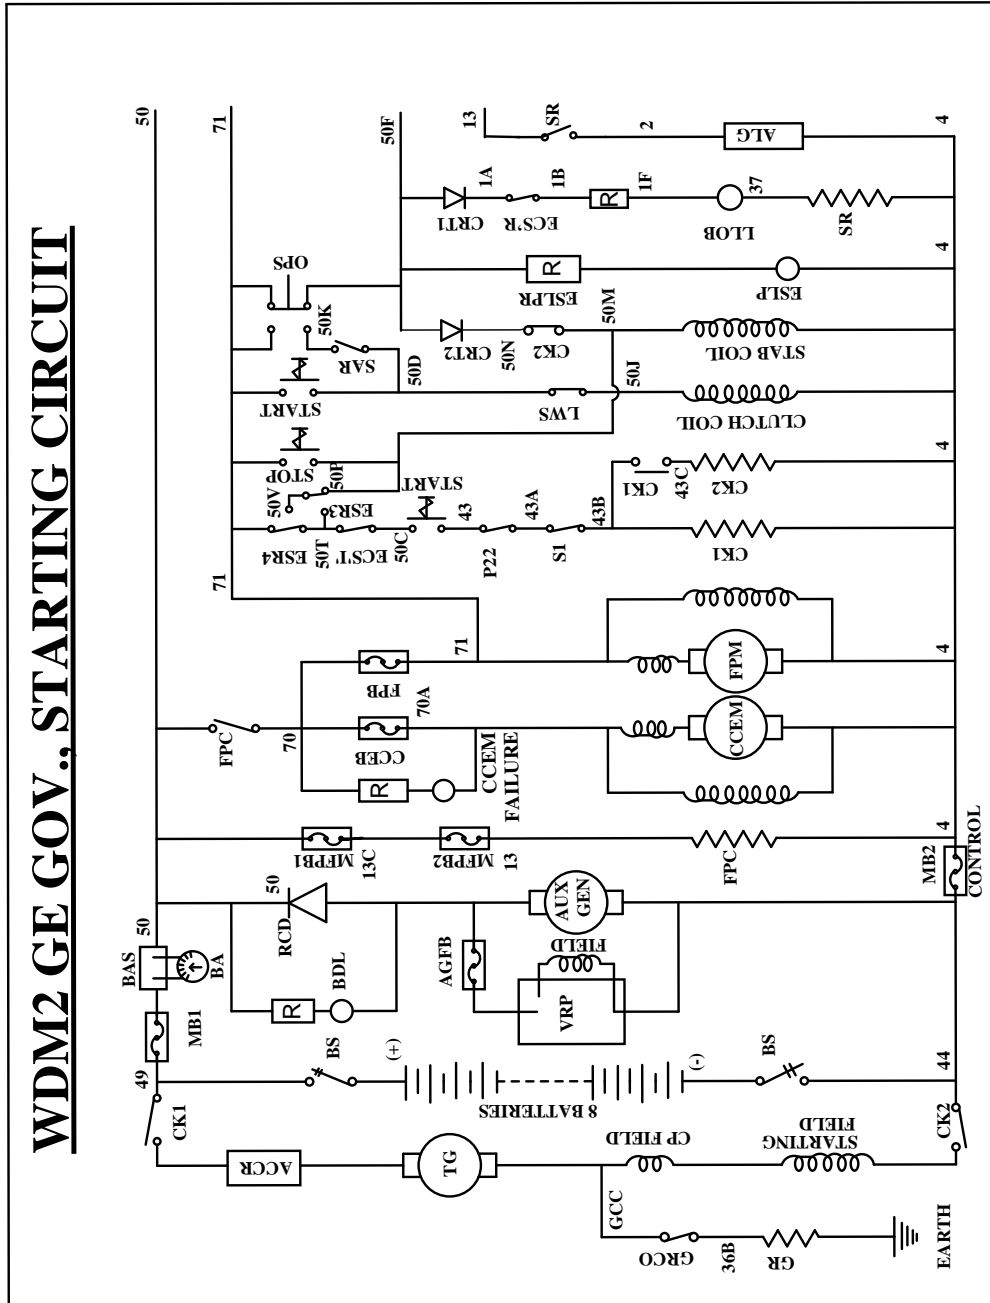 WDM2 GE GOV., STARTING CIRCUIT
50
71
50F
13
SR
2
ALG
4
1A
1B
1F
37
CRT1
ECS'R
R
LLOB
SR
4
OPS
R
ESLPR
ESLP
50K
SAR
50D
CRT2
50N
CK2
50M
STAB COIL
START
LWS
50J
CLUTCH COIL
STOP
50V
50P
ESR3
START
ESR4
50T
ECS'T'
50C
43
P22
43A
S1
43B
CK1
43C
CK2
4
CK1
71
71
FPB
70A
FPM
4
FPC
70
CCEB
CCEM
CCEM
FAILURE
R
MFPB1
13C
MFPB2
13
FPC
4
MB2
CONTROL
50
50
RCD
AUX
GEN
BAS
BA
R
BDL
AGFB
FIELD
VRP
MB1
49
BS
(+)
8 BATTERIES
(-)
BS
44
CK1
ACCR
TG
CP FIELD
STARTING
FIELD
CK2
GCC
GRCO
36B
GR
EARTH